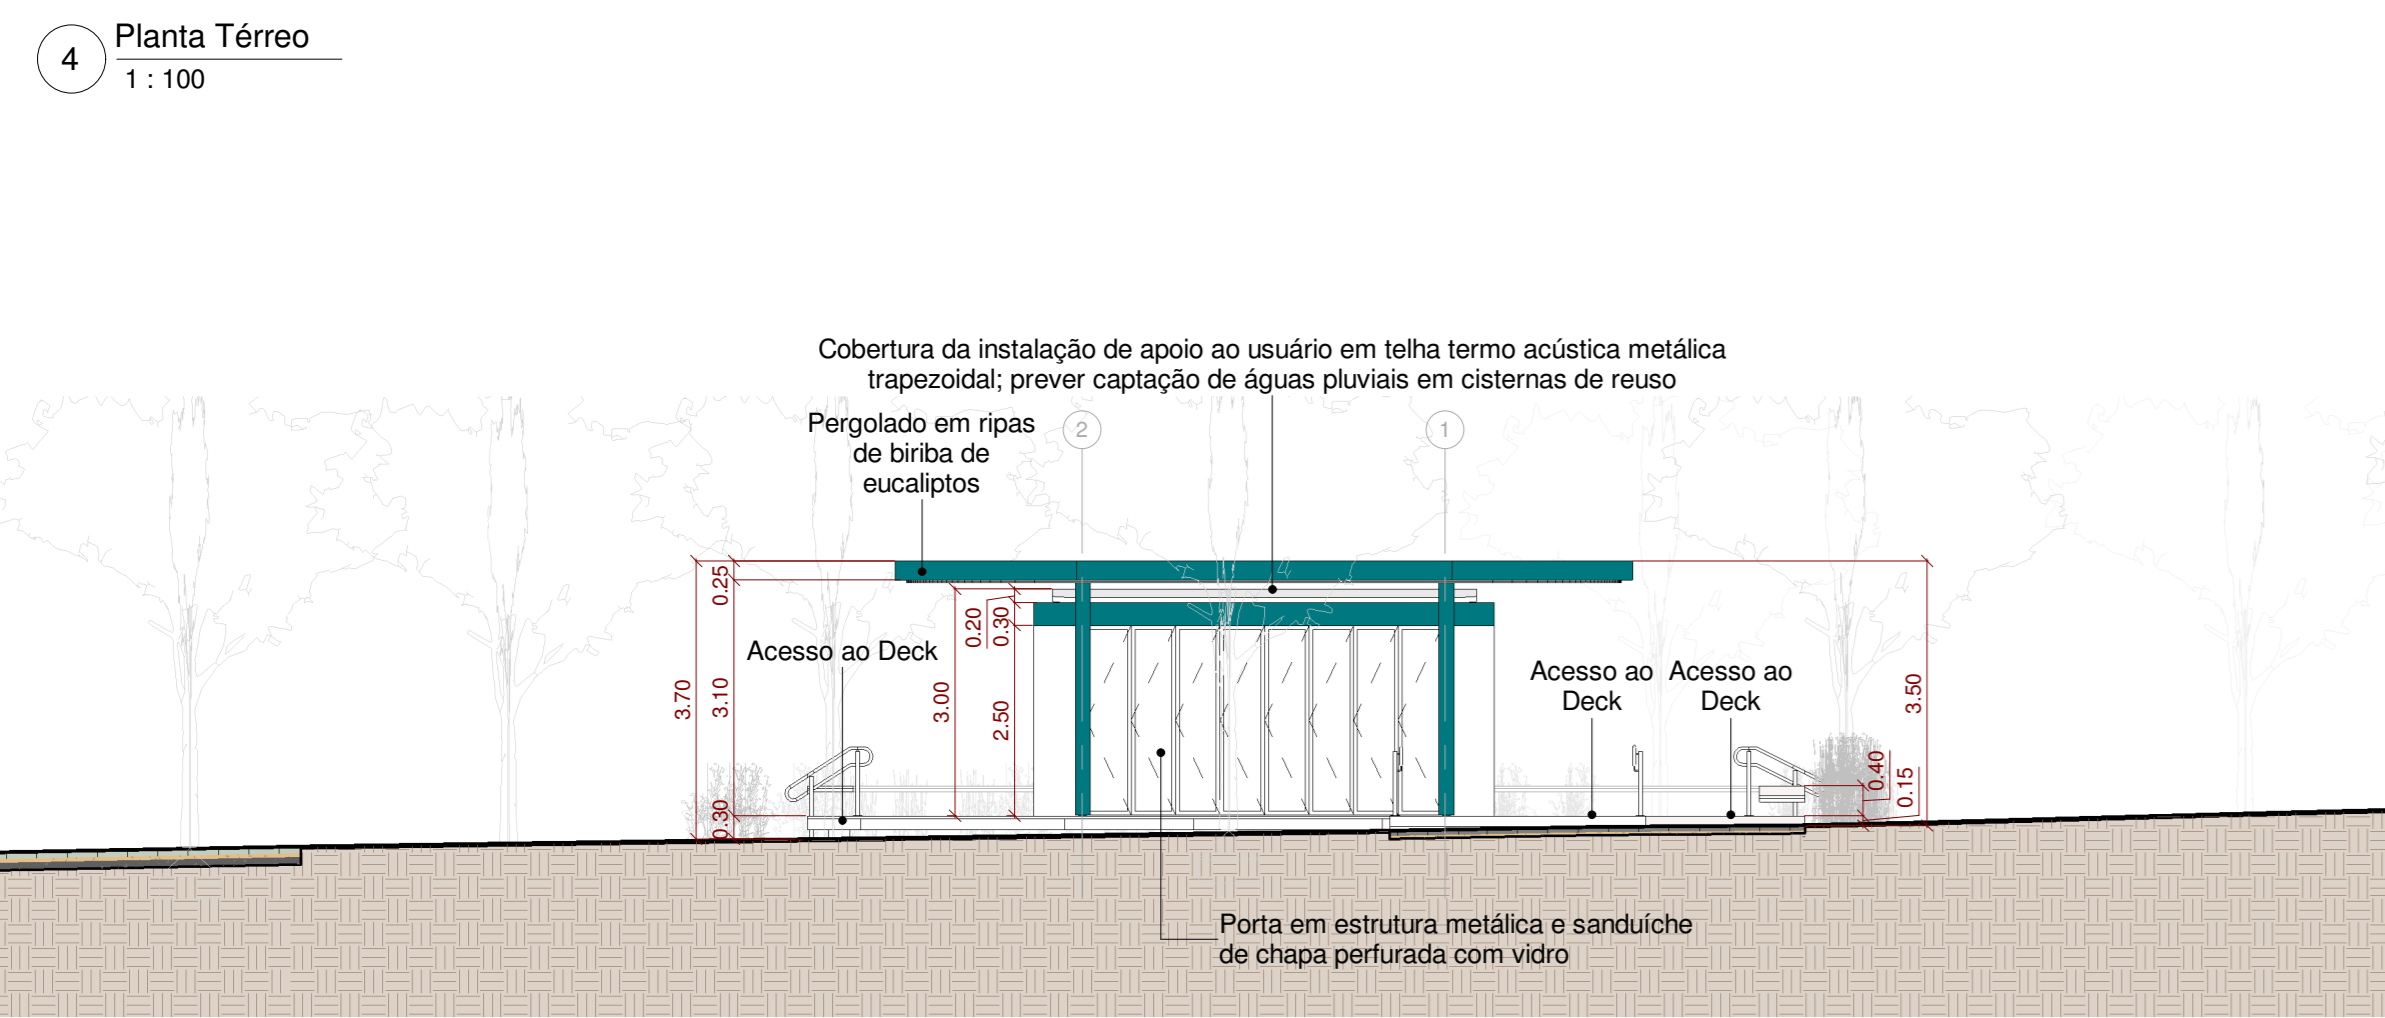 4
Planta Térreo
1 : 100
Cobertura da instalação de apoio ao usuário em telha termo acústica metálica
trapezoidal; prever captação de águas pluviais em cisternas de reuso
Pergolado em ripas
de biriba de
eucaliptos
2
1
0.25
3.70
3.10
0.30
Acesso ao Deck
3.00
0.20
0.30
2.50
Acesso ao
Deck
Acesso ao
Deck
3.50
0.40
0.15
Porta em estrutura metálica e sanduíche
de chapa perfurada com vidro